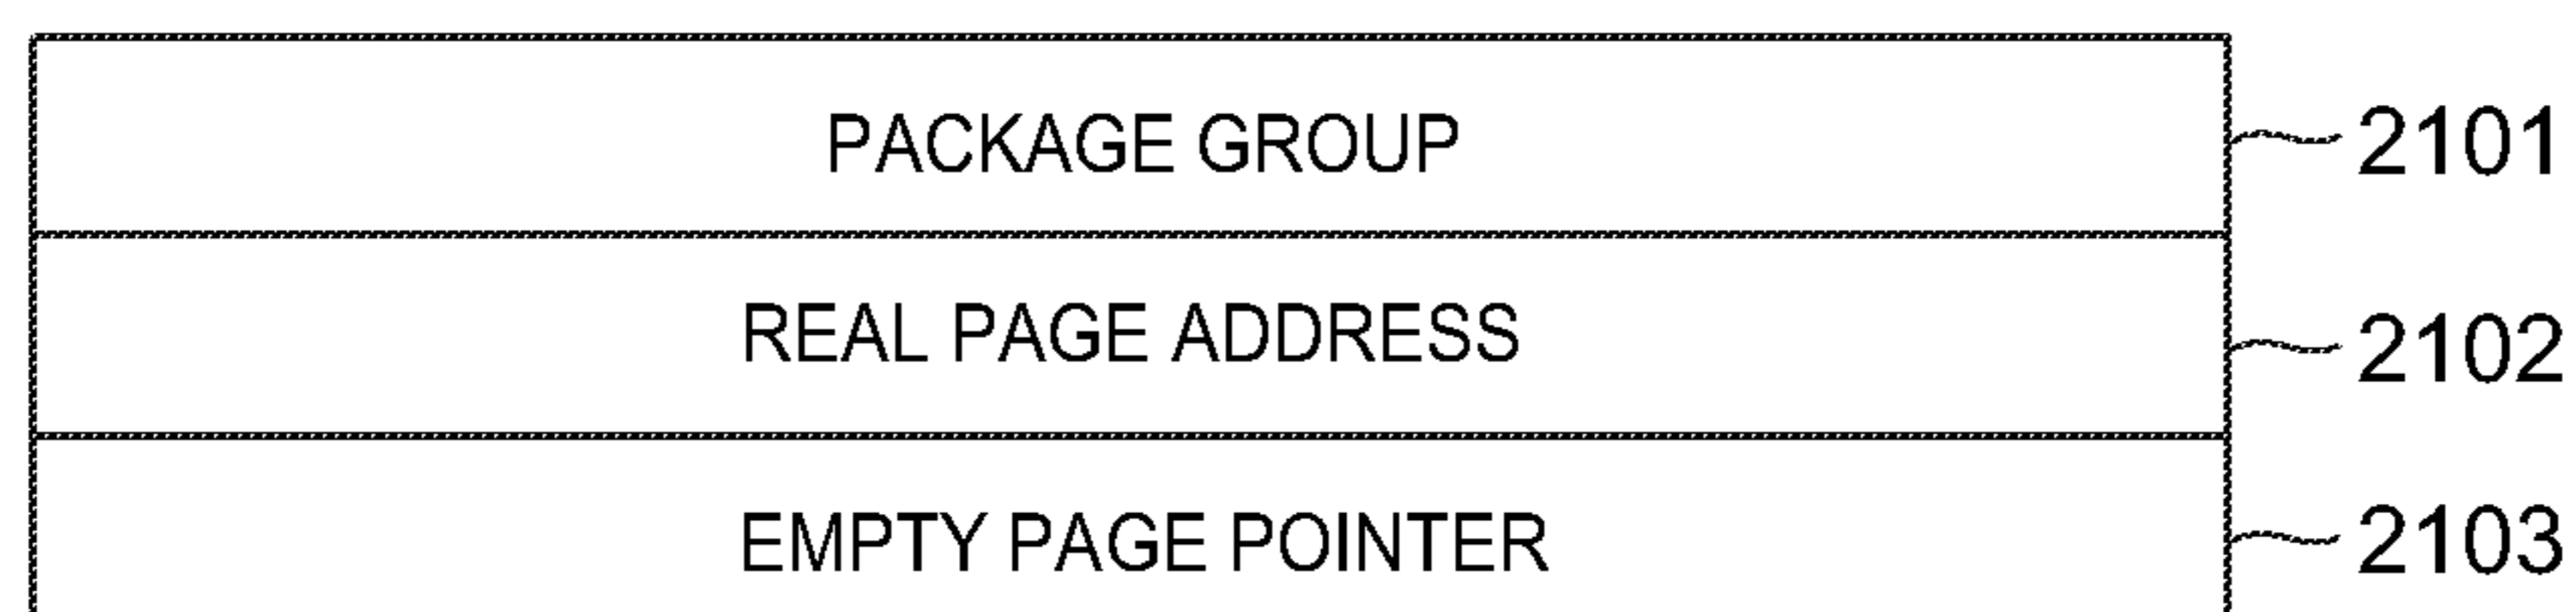 PACKAGE GROUP 2101
REAL PAGE ADDRESS 2102
EMPTY PAGE POINTER 2103